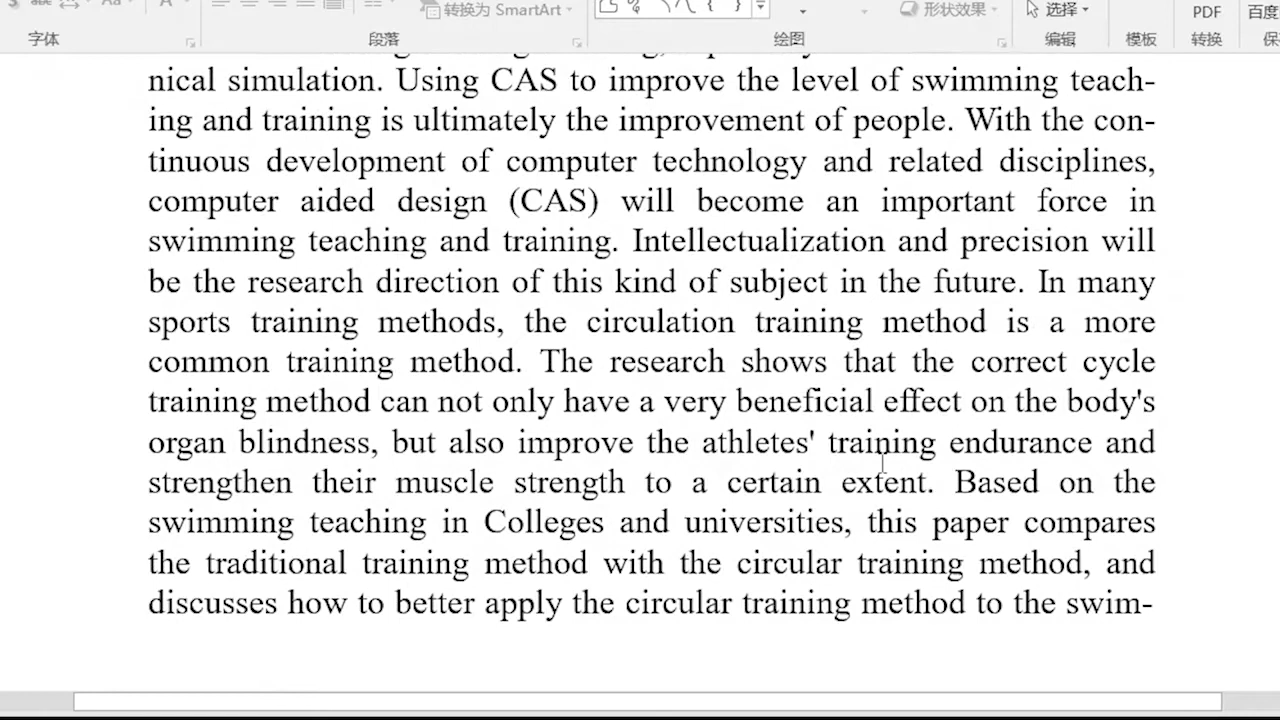 abc Aa A 转换为 SmartArt 形状效果 选择 PDF 百度
字体 段落 绘图 编辑 模板 转换
nical simulation. Using CAS to improve the level of swimming teach-
ing and training is ultimately the improvement of people. With the con-
tinuous development of computer technology and related disciplines,
computer aided design (CAS) will become an important force in
swimming teaching and training. Intellectualization and precision will
be the research direction of this kind of subject in the future. In many
sports training methods, the circulation training method is a more
common training method. The research shows that the correct cycle
training method can not only have a very beneficial effect on the body's
organ blindness, but also improve the athletes' training endurance and
strengthen their muscle strength to a certain extent. Based on the
swimming teaching in Colleges and universities, this paper compares
the traditional training method with the circular training method, and
discusses how to better apply the circular training method to the swim-